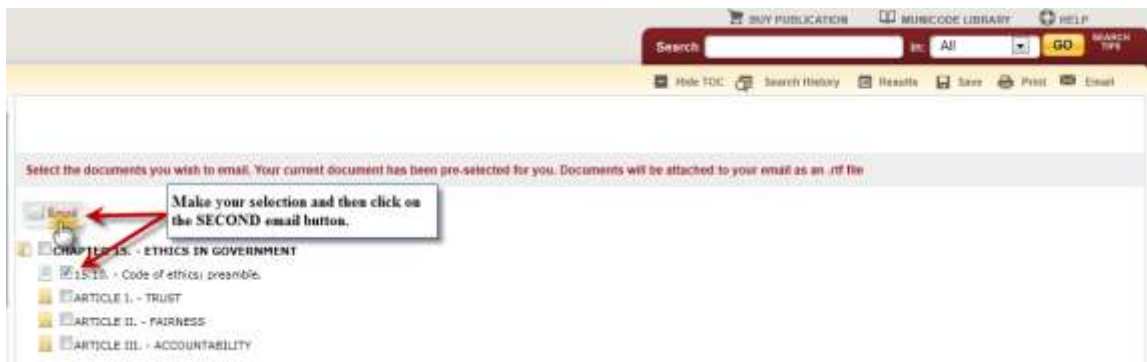 BUY PUBLICATION MUNICODE LIBRARY HELP
Search in: All GO SEARCH TIPS
Hide TOC Search History Results Save Print Email
Select the documents you wish to email. Your current document has been pre-selected for you. Documents will be attached to your email as an .rtf file
Email
Make your selection and then click on
the SECOND email button.
CHAPTER 15. - ETHICS IN GOVERNMENT
15.10. - Code of ethics; preamble.
ARTICLE I. - TRUST
ARTICLE II. - FAIRNESS
ARTICLE III. - ACCOUNTABILITY